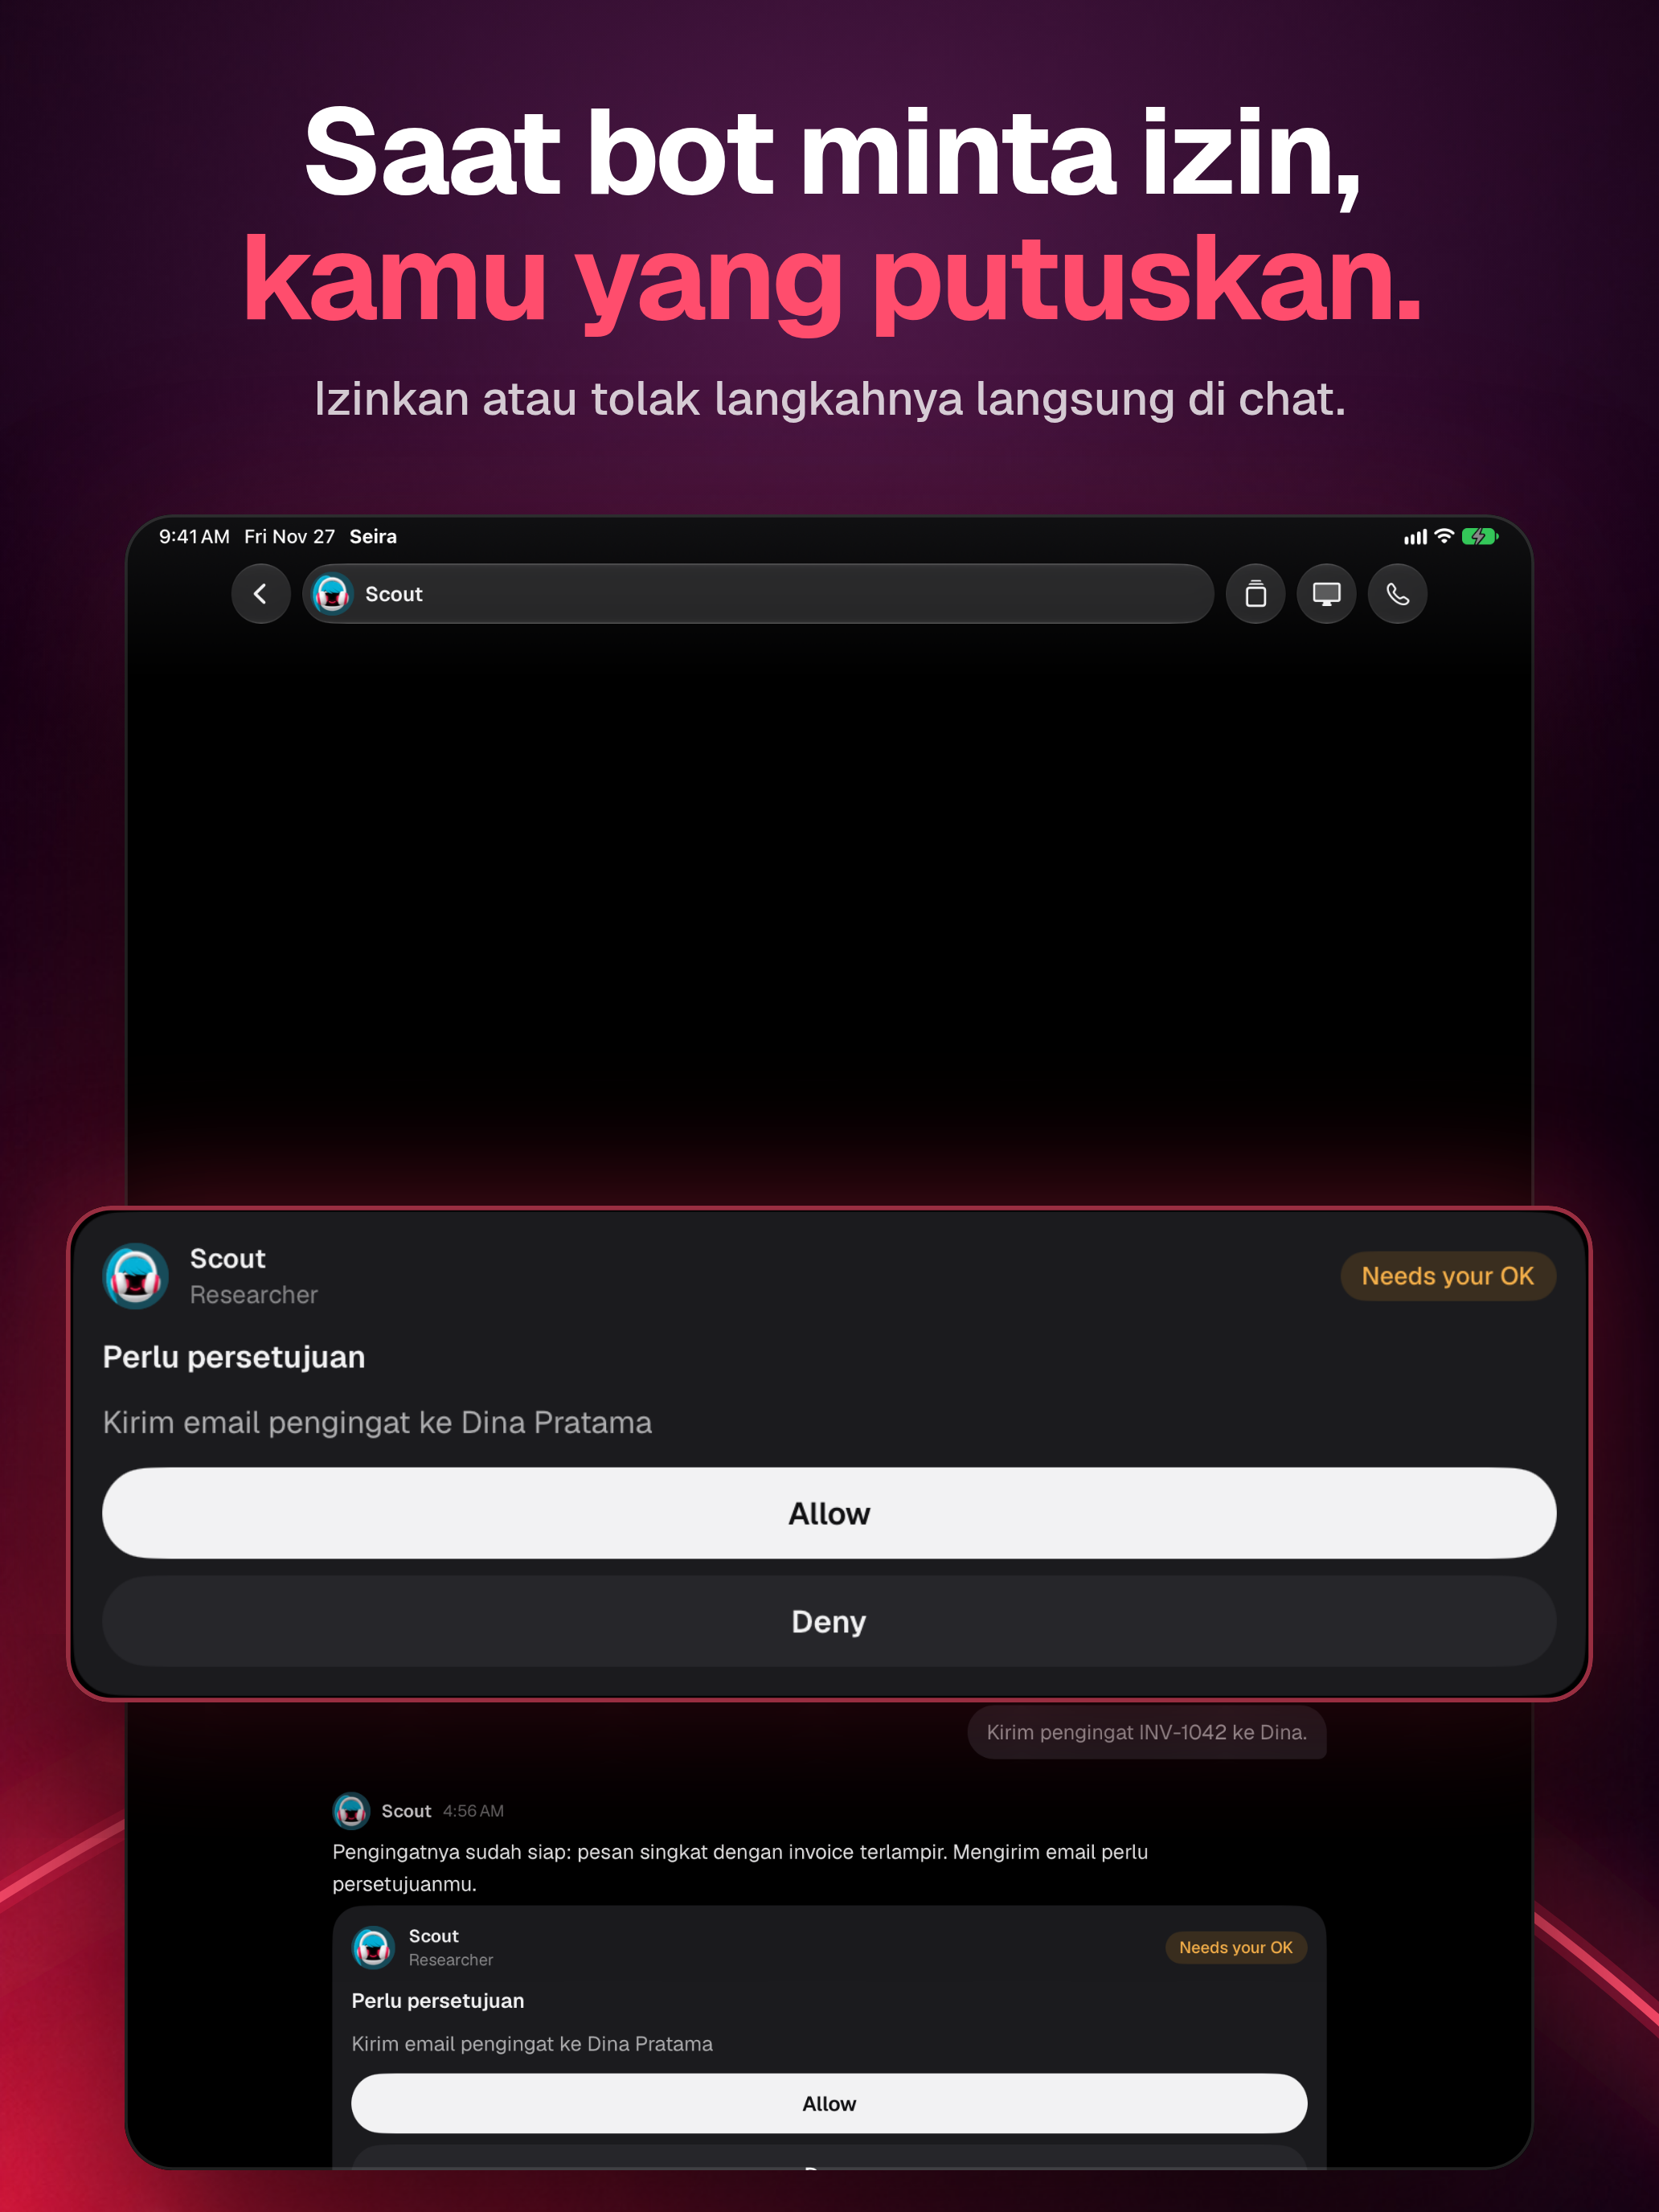 Saat bot minta izin,
kamu yang putuskan.
Izinkan atau tolak langkahnya langsung di chat.
9:41 AM Fri Nov 27 Seira
Scout
Scout
Researcher
Needs your OK
Perlu persetujuan
Kirim email pengingat ke Dina Pratama
Allow
Deny
Kirim pengingat INV-1042 ke Dina.
Scout 4:56 AM
Pengingatnya sudah siap: pesan singkat dengan invoice terlampir. Mengirim email perlu
persetujuanmu.
Scout
Researcher
Needs your OK
Perlu persetujuan
Kirim email pengingat ke Dina Pratama
Allow